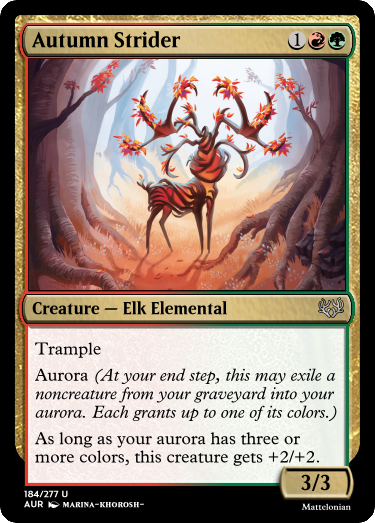 Autumn Strider 1
Creature — Elk Elemental
Trample
Aurora (At your end step, this may exile a
noncreature from your graveyard into your
aurora. Each grants up to one of its colors.)
As long as your aurora has three or
more colors, this creature gets +2/+2.
3/3
184/277 U
AUR MARINA-KHOROSH-
Mattelonian